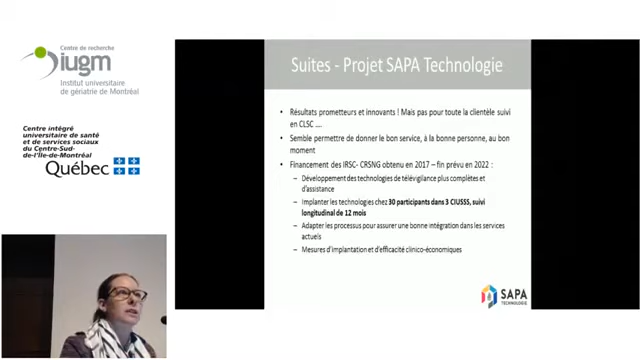 Centre de recherche
iugm
Institut universitaire
de gériatrie de Montréal
Centre intégré
universitaire de santé
et de services sociaux
du Centre-Sud-
de-l'Île-de-Montréal
Québec
Suites - Projet SAPA Technologie
Résultats prometteurs et innovants ! Mais pas pour toute la clientèle suivi
en CLSC ....
Semble permettre de donner le bon service, à la bonne personne, au bon
moment
Financement des IRSC- CRSNG obtenu en 2017 – fin prévu en 2022 :
– Développement des technologies de télévigilance plus complètes et
d'assistance
– Implanter les technologies chez 30 participants dans 3 CIUSSS, suivi
longitudinal de 12 mois
– Adapter les processus pour assurer une bonne intégration dans les services
actuels
– Mesures d'implantation et d'efficacité clinico-économiques
SAPA
TECHNOLOGIE